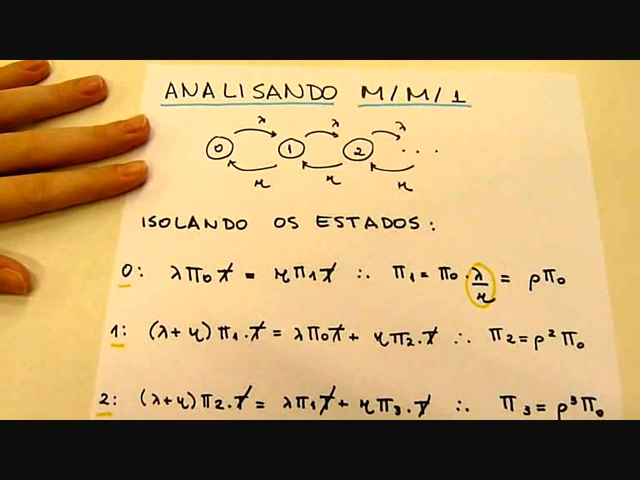 ANALISANDO M/M/1
λ λ λ
0 1 2 . . .
μ μ μ
ISOLANDO OS ESTADOS:
0: λπ₀T = μπ₁T ∴ π₁ = π₀ · λ/μ = ρπ₀
1: (λ+μ)π₁·T = λπ₀T + μπ₂·T ∴ π₂ = ρ²π₀
2: (λ+μ)π₂·T = λπ₁T + μπ₃·T ∴ π₃ = ρ³π₀